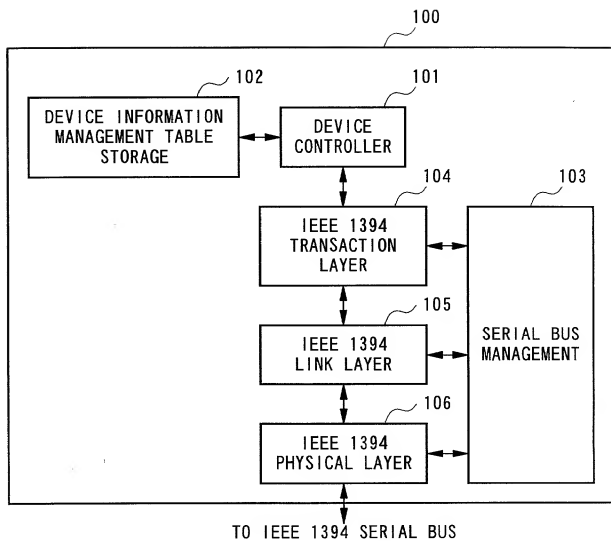 100
102
101
DEVICE INFORMATION
MANAGEMENT TABLE
STORAGE
DEVICE
CONTROLLER
104
103
IEEE 1394
TRANSACTION
LAYER
105
IEEE 1394
LINK LAYER
SERIAL BUS
MANAGEMENT
106
IEEE 1394
PHYSICAL LAYER
TO IEEE 1394 SERIAL BUS